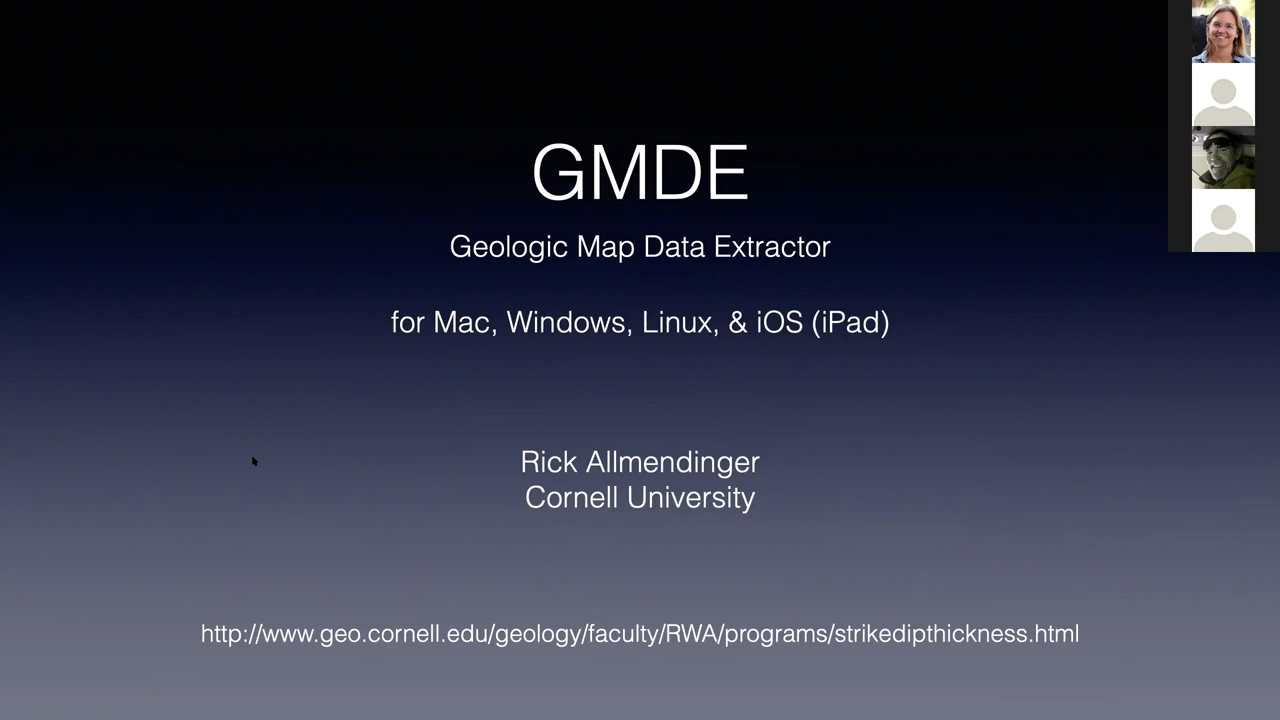 GMDE
Geologic Map Data Extractor
for Mac, Windows, Linux, & iOS (iPad)
Rick Allmendinger
Cornell University
http://www.geo.cornell.edu/geology/faculty/RWA/programs/strikedipthickness.html